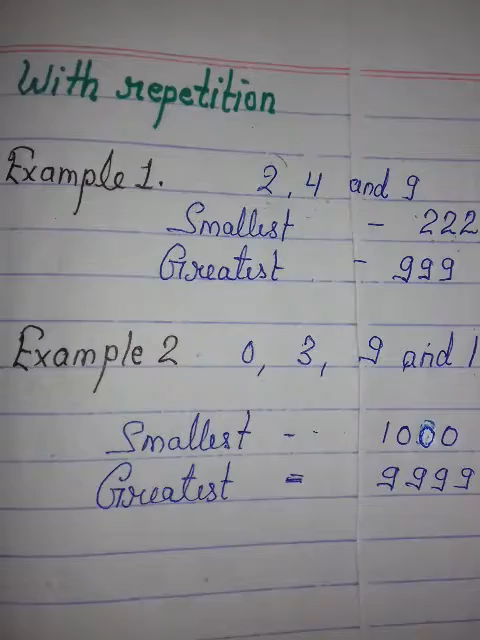 With repetition
Example 1. 2, 4 and 9
Smallest - 222
Greatest - 999
Example 2 0, 3, 9 and 1
Smallest - - 1000
Greatest = 9999